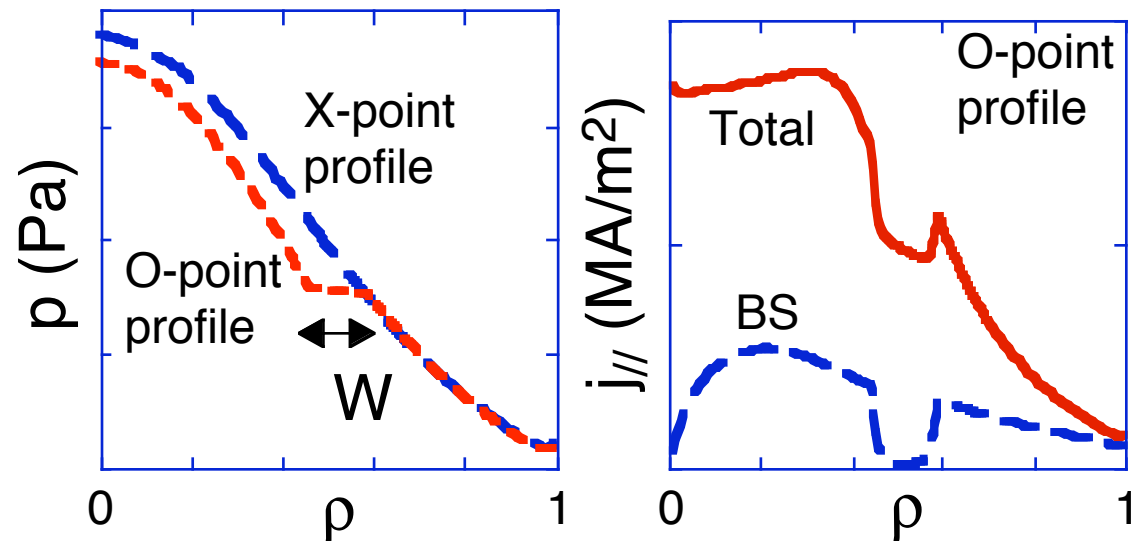 p (Pa)
X-point
profile
O-point
profile
W
0
ρ
1
j// (MA/m²)
O-point
profile
Total
BS
0
ρ
1